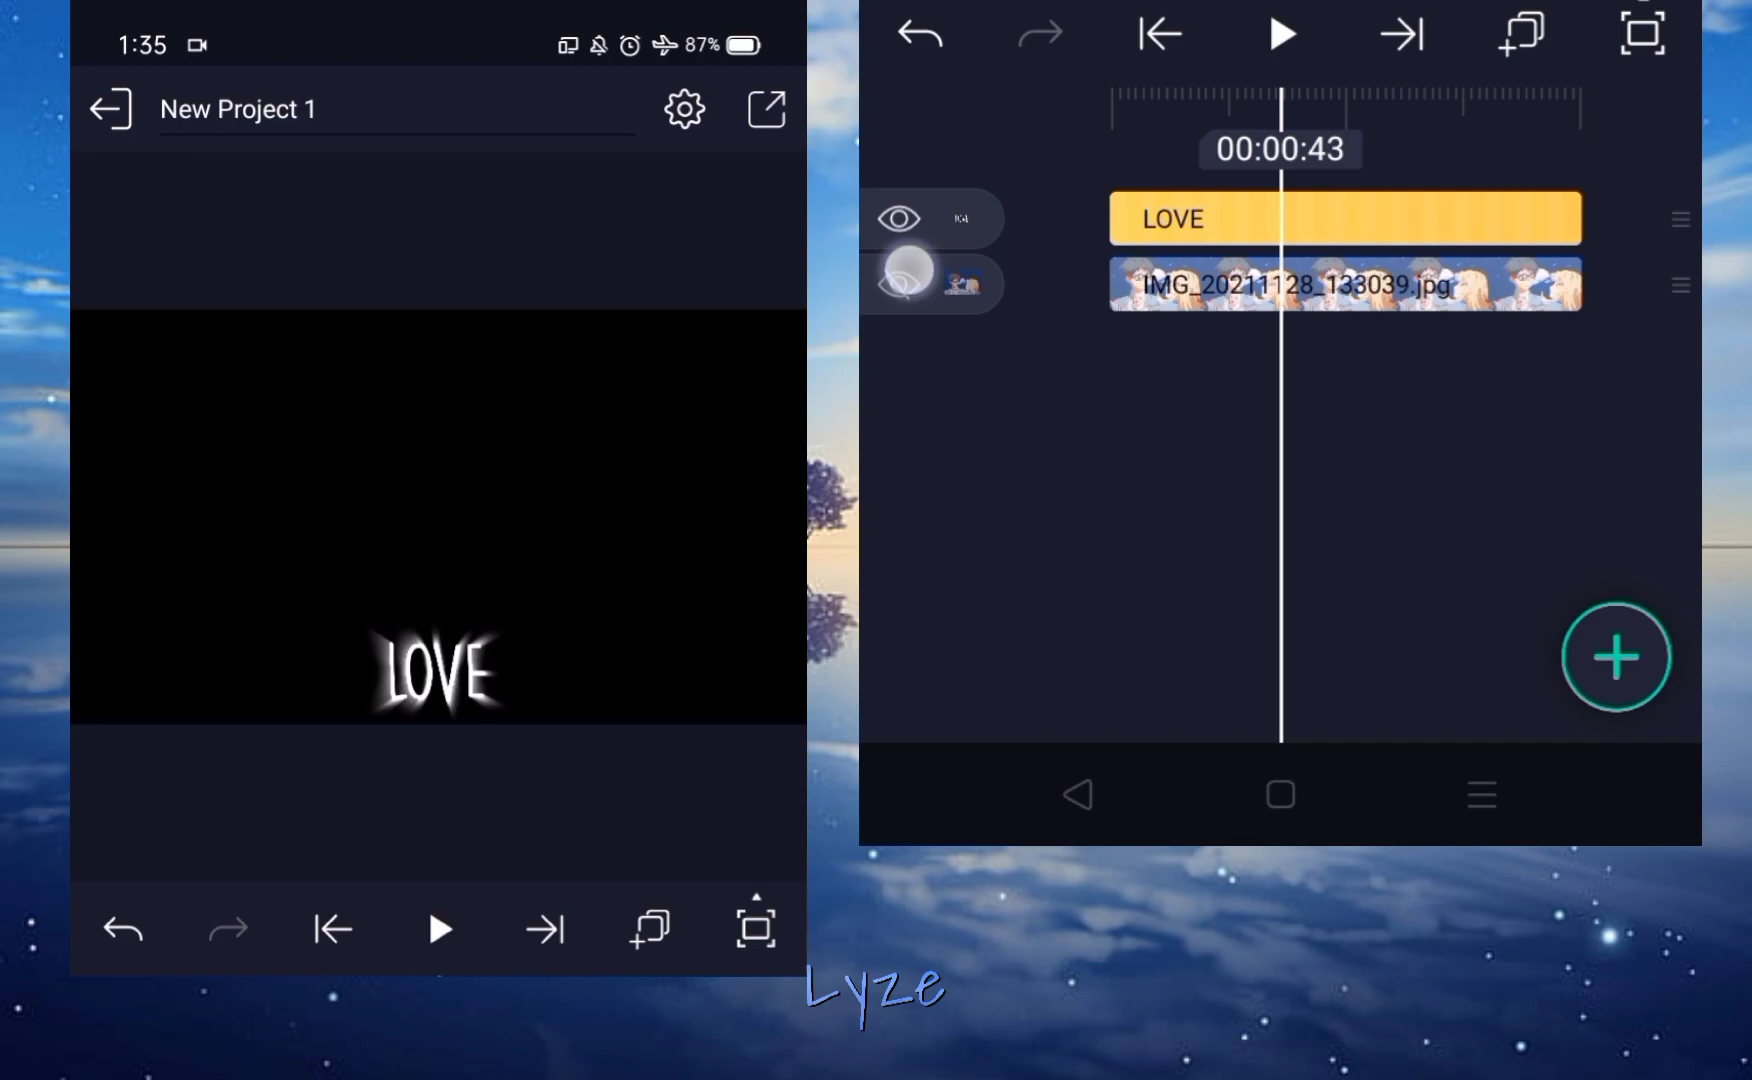 1:35
87%
New Project 1
LOVE
00:00:43
LOVE
IMG_20211128_133039.jpg
Lyze